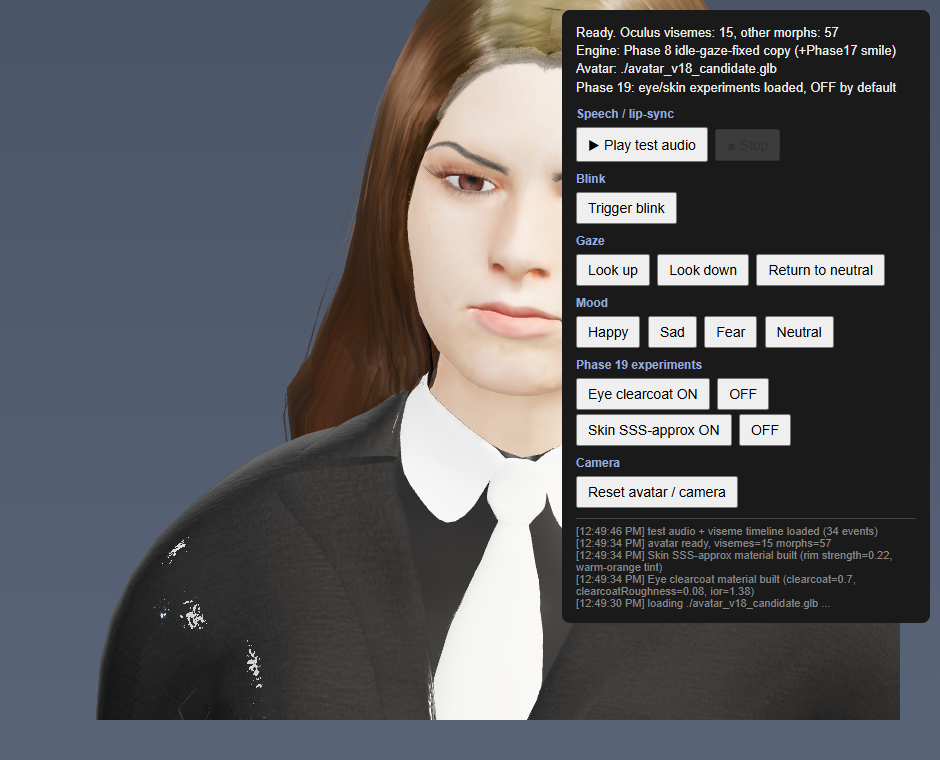 Ready. Oculus visemes: 15, other morphs: 57
Engine: Phase 8 idle-gaze-fixed copy (+Phase17 smile)
Avatar: ./avatar_v18_candidate.glb
Phase 19: eye/skin experiments loaded, OFF by default
Speech / lip-sync
▶ Play test audio ■ Stop
Blink
Trigger blink
Gaze
Look up Look down Return to neutral
Mood
Happy Sad Fear Neutral
Phase 19 experiments
Eye clearcoat ON OFF
Skin SSS-approx ON OFF
Camera
Reset avatar / camera
[12:49:46 PM] test audio + viseme timeline loaded (34 events)
[12:49:34 PM] avatar ready, visemes=15 morphs=57
[12:49:34 PM] Skin SSS-approx material built (rim strength=0.22,
warm-orange tint)
[12:49:34 PM] Eye clearcoat material built (clearcoat=0.7,
clearcoatRoughness=0.08, ior=1.38)
[12:49:30 PM] loading ./avatar_v18_candidate.glb ...